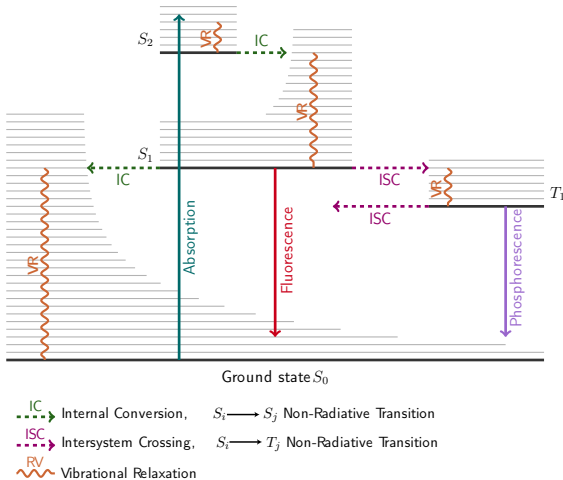 S₂
IC
VR
VR
S₁
IC
ISC
VR
T₁
ISC
VR
Absorption
Fluorescence
Phosphorescence
Ground state S₀
IC Internal Conversion, Sᵢ ⟶ Sⱼ Non-Radiative Transition
ISC Intersystem Crossing, Sᵢ ⟶ Tⱼ Non-Radiative Transition
RV Vibrational Relaxation